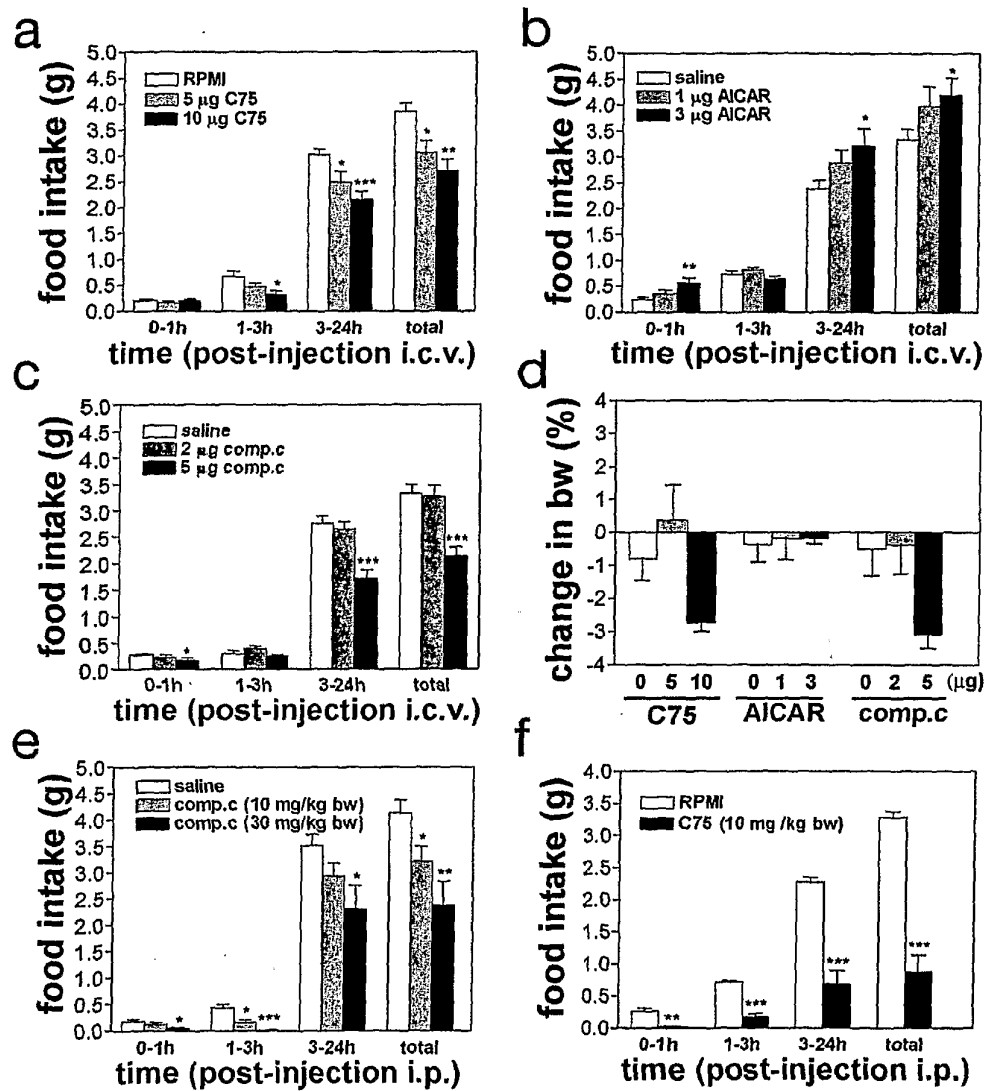 a
food intake (g)
5.0
4.5
4.0
3.5
3.0
2.5
2.0
1.5
1.0
0.5
0.0
RPMI
5 µg C75
10 µg C75
*
*
***
*
**
0-1h 1-3h 3-24h total
time (post-injection i.c.v.)
b
food intake (g)
5.0
4.5
4.0
3.5
3.0
2.5
2.0
1.5
1.0
0.5
0.0
saline
1 µg AICAR
3 µg AICAR
**
*
*
0-1h 1-3h 3-24h total
time (post-injection i.c.v.)
c
food intake (g)
5.0
4.5
4.0
3.5
3.0
2.5
2.0
1.5
1.0
0.5
0.0
saline
2 µg comp.c
5 µg comp.c
*
***
***
0-1h 1-3h 3-24h total
time (post-injection i.c.v.)
d
change in bw (%)
4
3
2
1
0
-1
-2
-3
-4
0 5 10 0 1 3 0 2 5 (µg)
C75 AICAR comp.c
e
food intake (g)
5.0
4.5
4.0
3.5
3.0
2.5
2.0
1.5
1.0
0.5
0.0
saline
comp.c (10 mg/kg bw)
comp.c (30 mg/kg bw)
*
*
***
*
*
**
0-1h 1-3h 3-24h total
time (post-injection i.p.)
f
food intake (g)
4.0
3.5
3.0
2.5
2.0
1.5
1.0
0.5
0.0
RPMI
C75 (10 mg /kg bw)
**
***
***
***
0-1h 1-3h 3-24h total
time (post-injection i.p.)